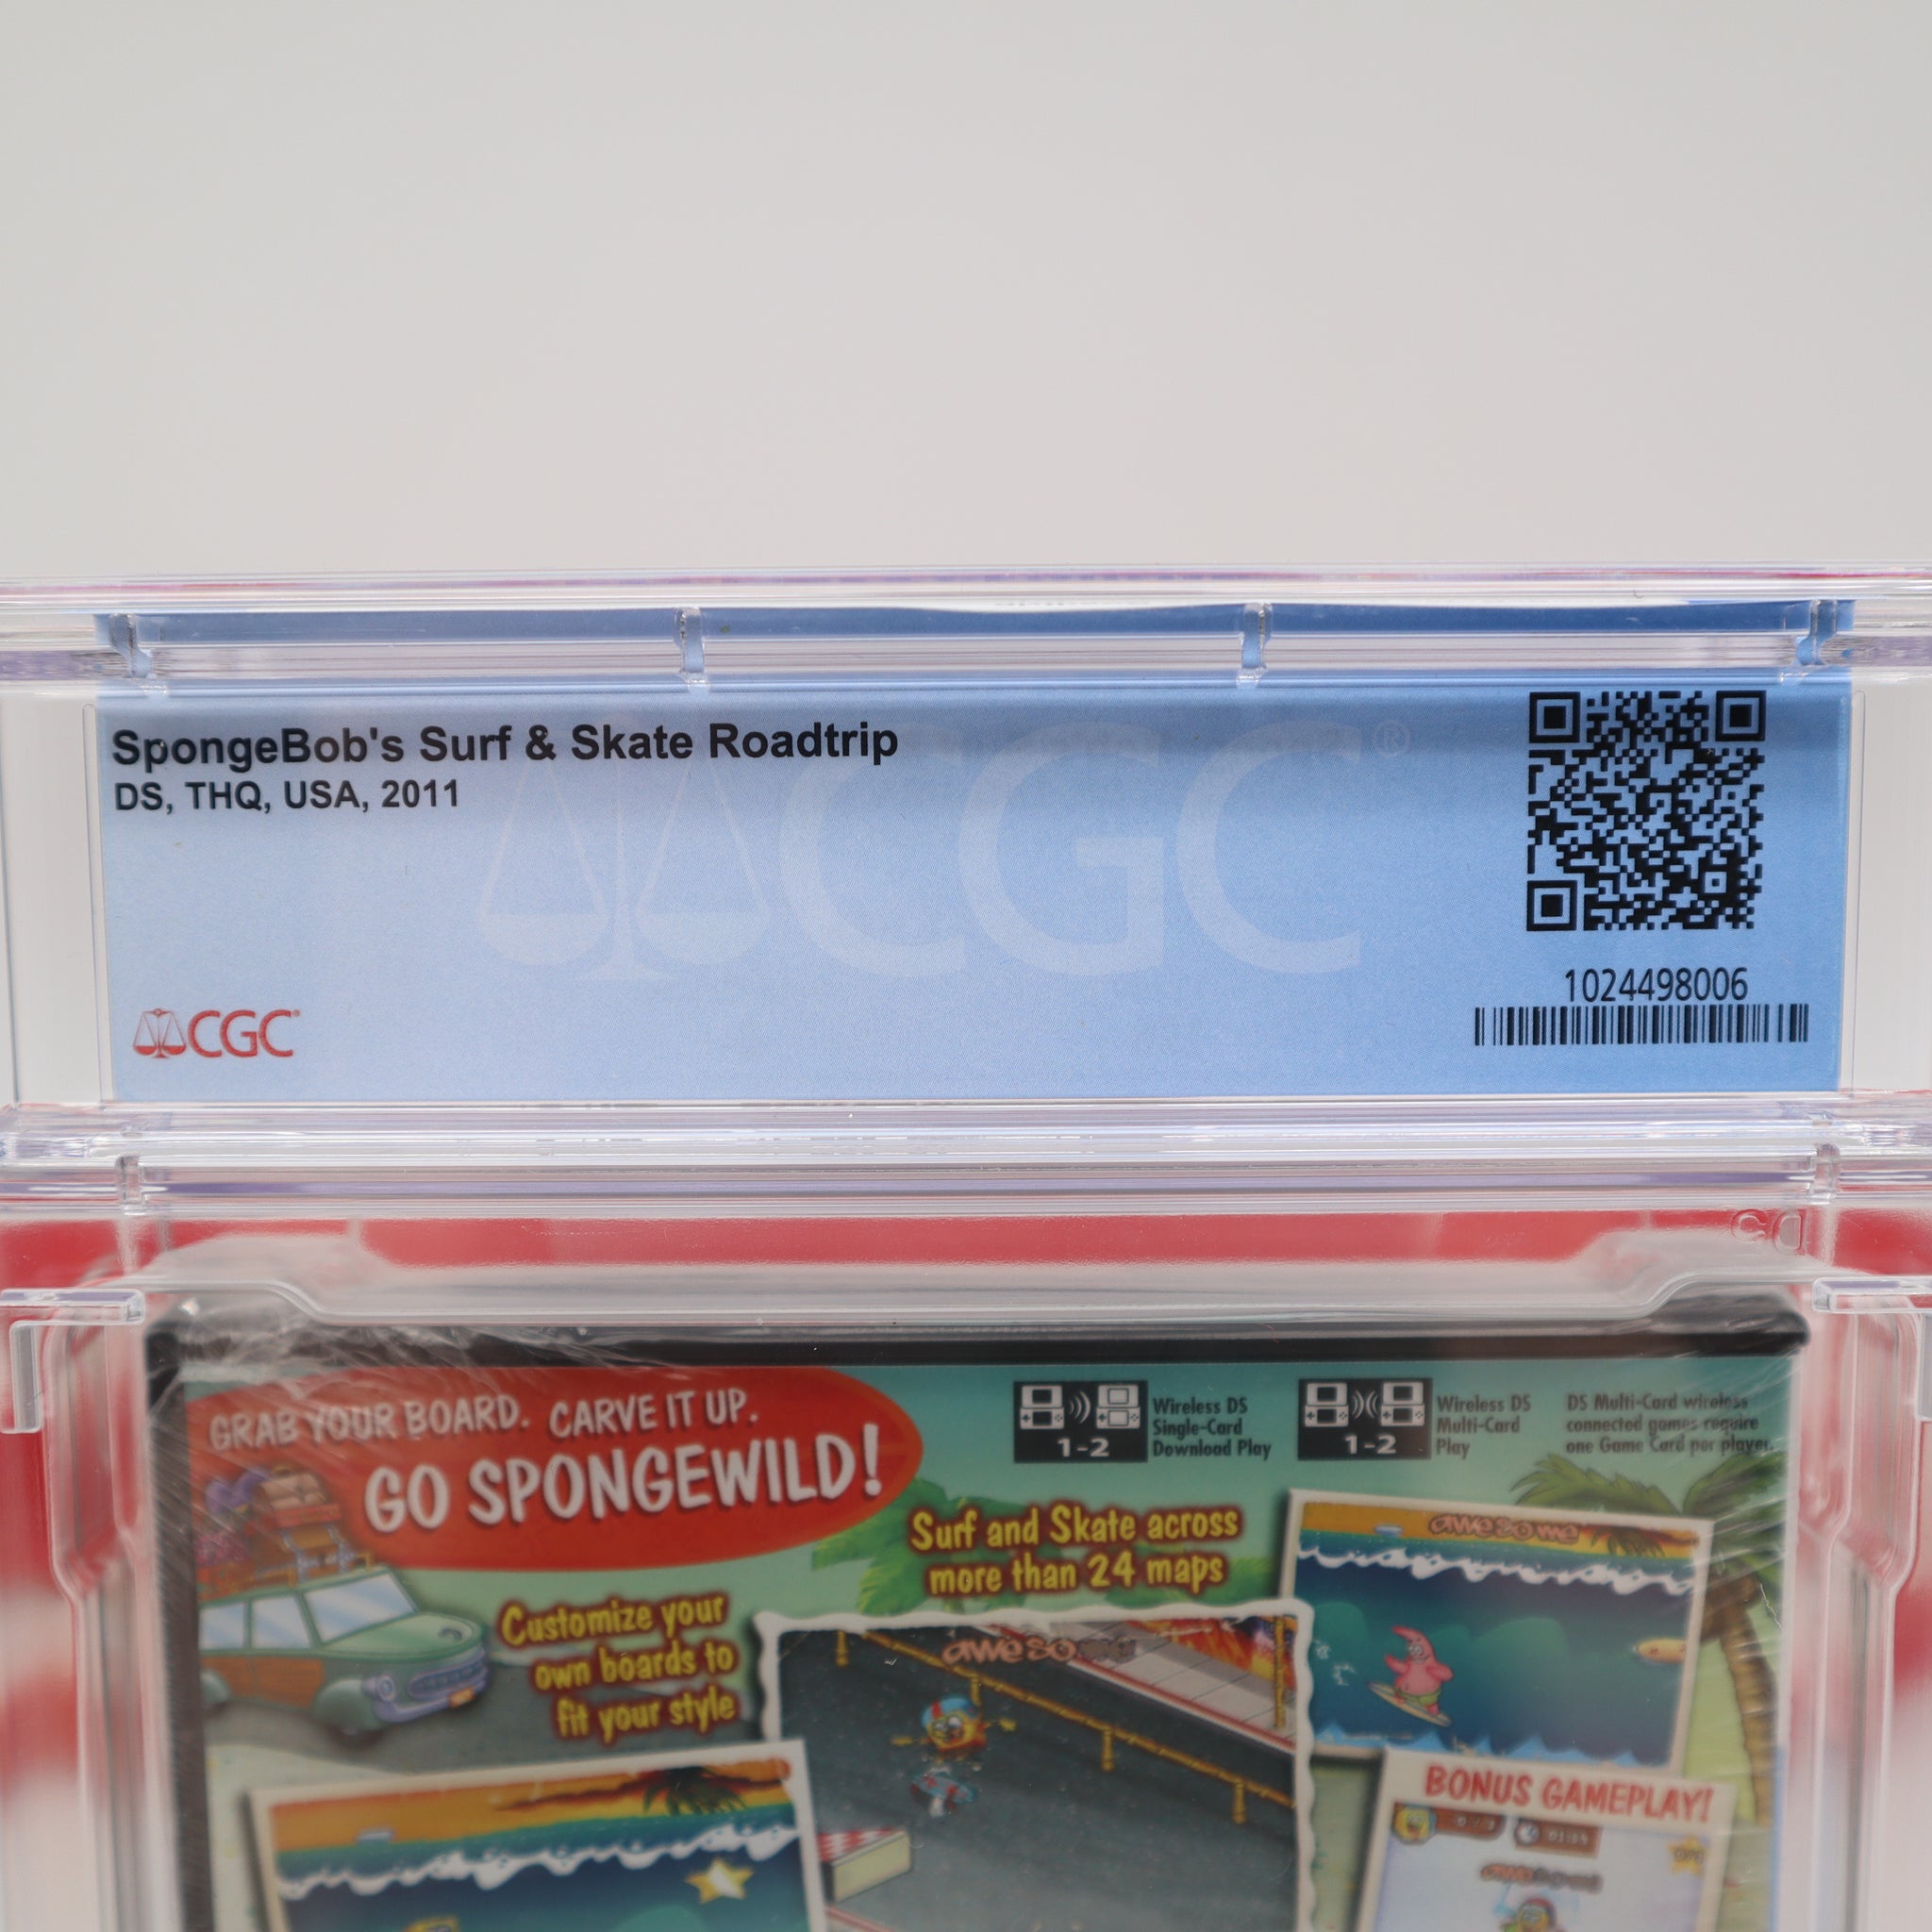 SpongeBob's Surf & Skate Roadtrip
DS, THQ, USA, 2011
CGC®
CGC®
1024498006
GRAB YOUR BOARD. CARVE IT UP.
GO SPONGEWILD!
1-2
Wireless DS
Single-Card
Download Play
1-2
Wireless DS
Multi-Card
Play
DS Multi-Card wireless
connected games require
one Game Card per player.
Surf and Skate across
more than 24 maps
Customize your
own boards to
fit your style
awesome
aweso
BONUS GAMEPLAY!